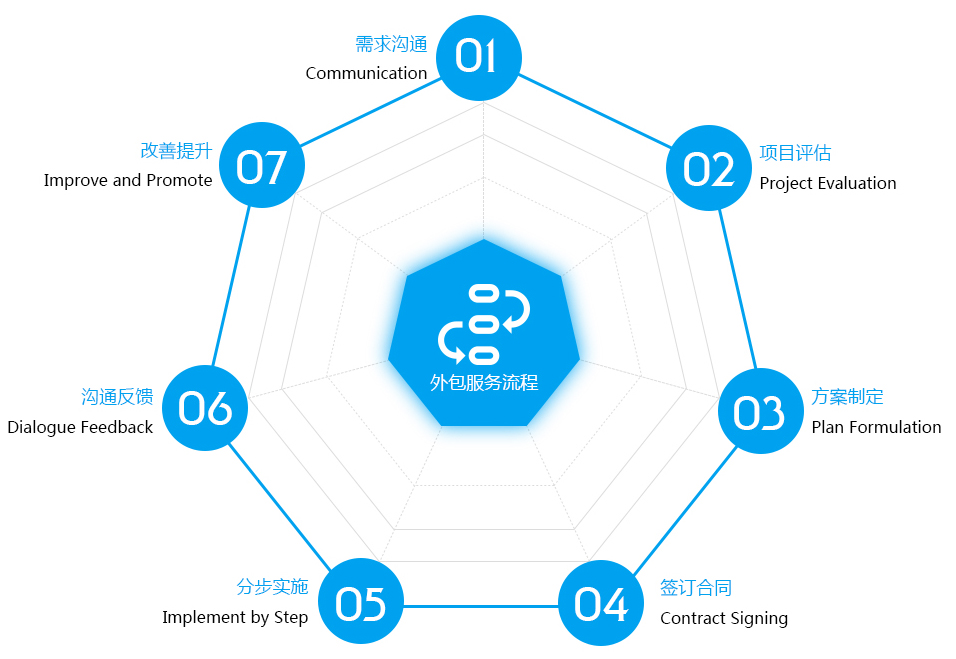 01
需求沟通
Communication
02
项目评估
Project Evaluation
03
方案制定
Plan Formulation
04
签订合同
Contract Signing
05
分步实施
Implement by Step
06
沟通反馈
Dialogue Feedback
07
改善提升
Improve and Promote
外包服务流程